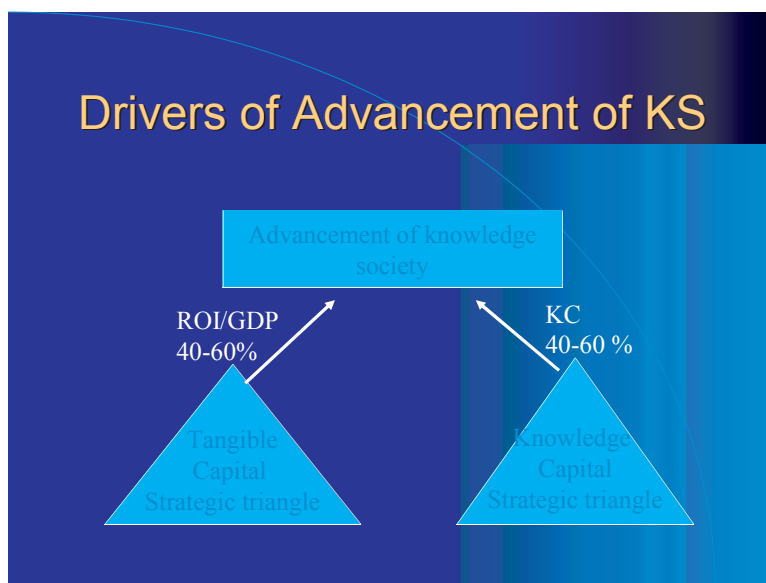 Drivers of Advancement of KS
Advancement of knowledge
society
ROI/GDP
40-60%
KC
40-60 %
Tangible
Capital
Strategic triangle
Knowledge
Capital
Strategic triangle